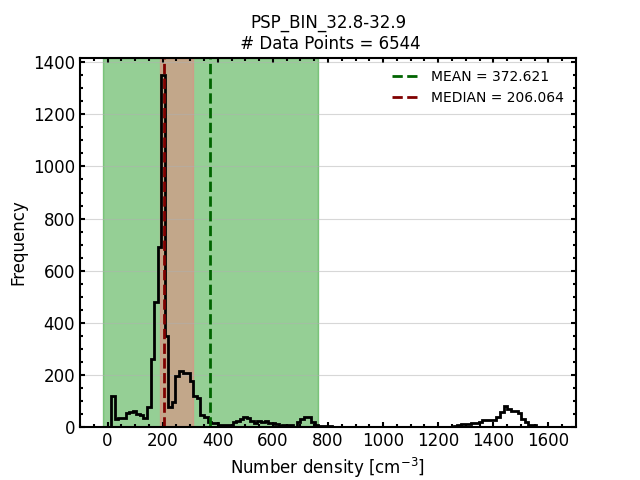 PSP_BIN_32.8-32.9
# Data Points = 6544
MEAN = 372.621
MEDIAN = 206.064
1400
1200
1000
800
600
400
200
0
Frequency
0 200 400 600 800 1000 1200 1400 1600
Number density [cm⁻³]